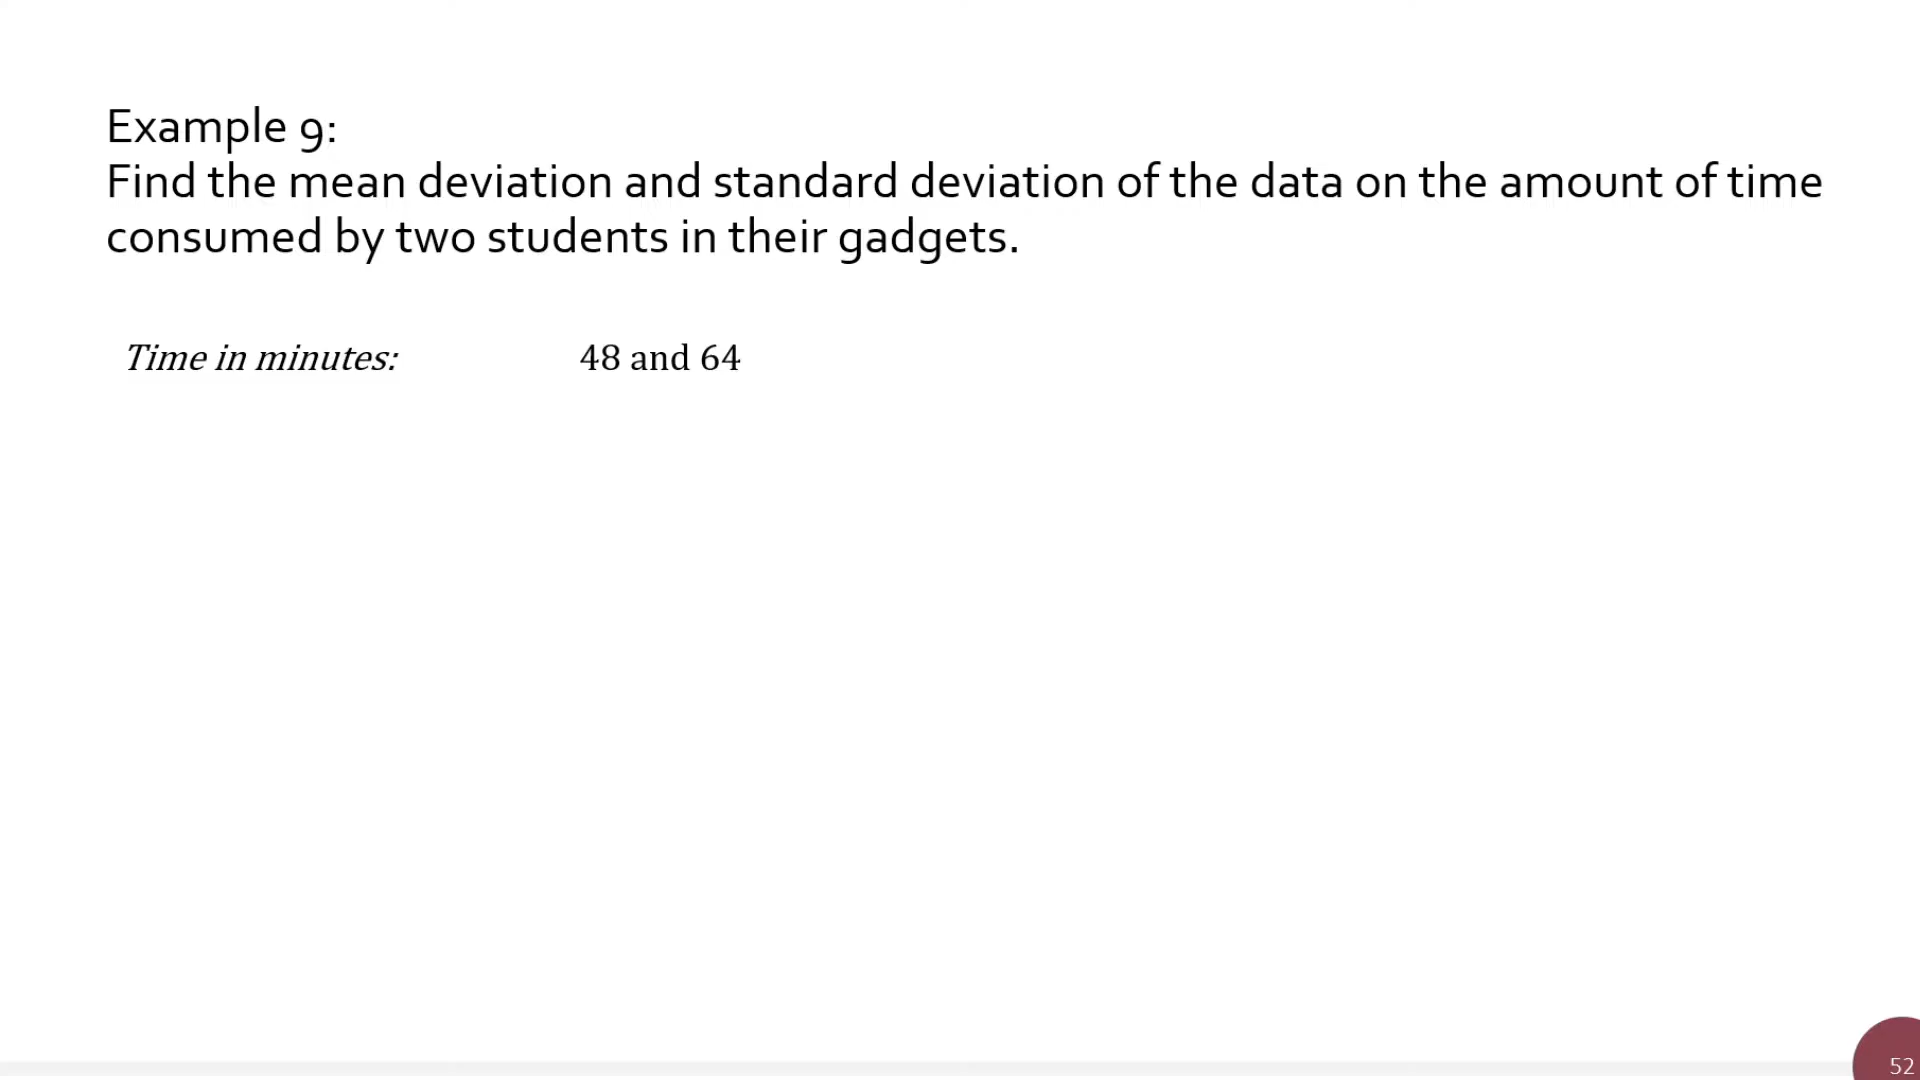 Example 9:
Find the mean deviation and standard deviation of the data on the amount of time
consumed by two students in their gadgets.
Time in minutes: 48 and 64
52